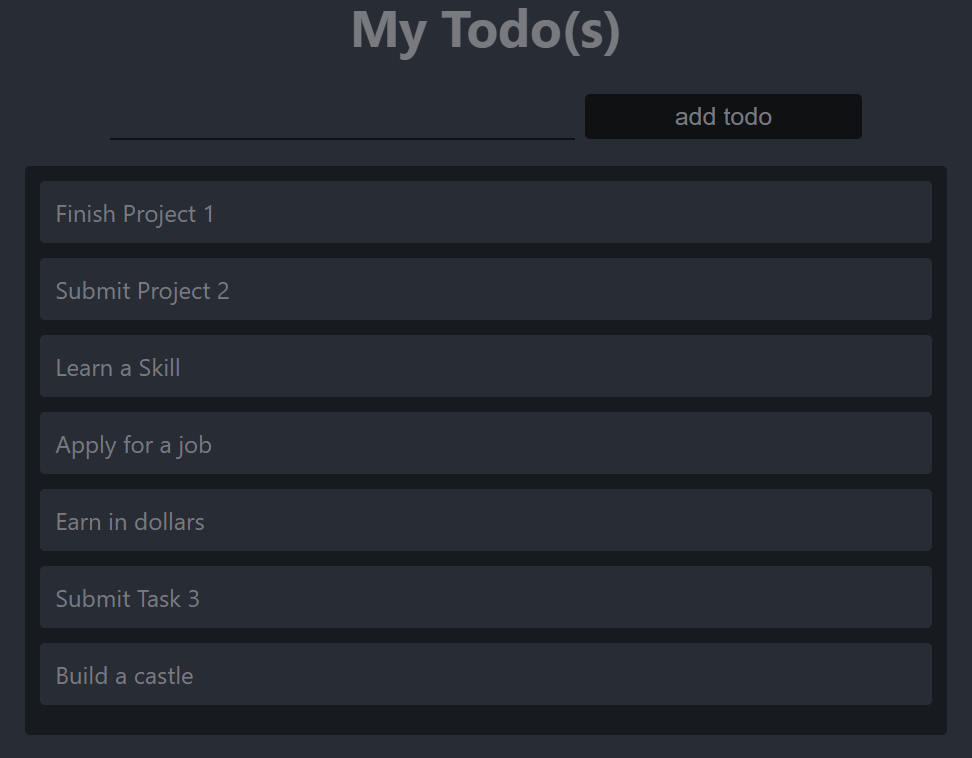 My Todo(s)
add todo
Finish Project 1
Submit Project 2
Learn a Skill
Apply for a job
Earn in dollars
Submit Task 3
Build a castle